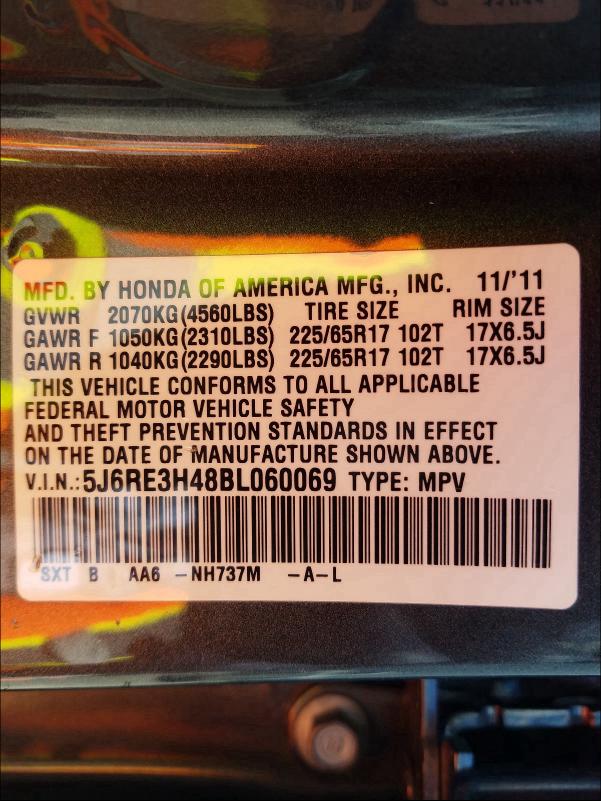 MFD. BY HONDA OF AMERICA MFG., INC. 11/'11
GVWR 2070KG(4560LBS) TIRE SIZE RIM SIZE
GAWR F 1050KG(2310LBS) 225/65R17 102T 17X6.5J
GAWR R 1040KG(2290LBS) 225/65R17 102T 17X6.5J
THIS VEHICLE CONFORMS TO ALL APPLICABLE
FEDERAL MOTOR VEHICLE SAFETY
AND THEFT PREVENTION STANDARDS IN EFFECT
ON THE DATE OF MANUFACTURE SHOWN ABOVE.
V.I.N.:5J6RE3H48BL060069 TYPE: MPV
SXT B AA6 -NH737M -A-L